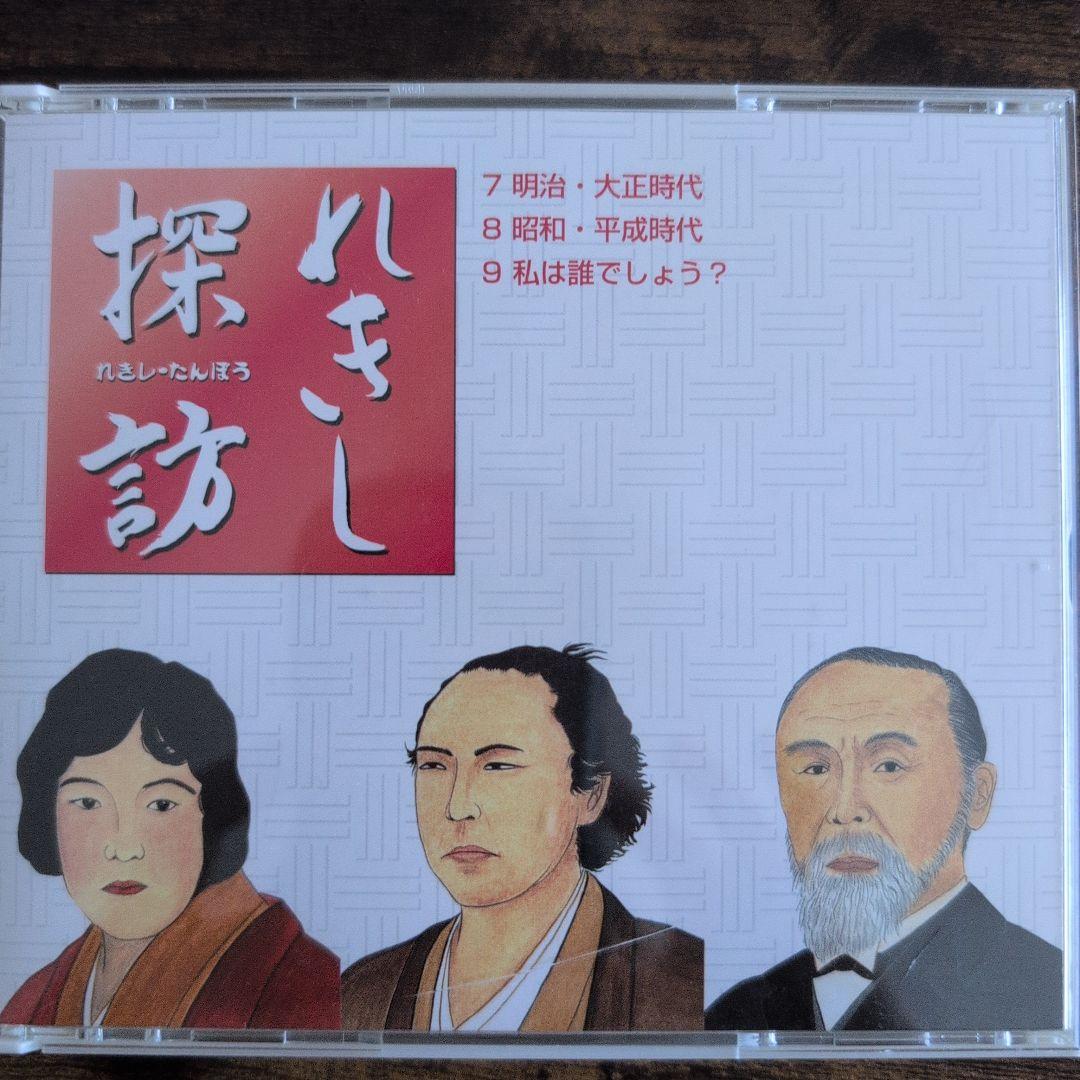 れきし
探訪
れきし・たんぼう
7 明治・大正時代
8 昭和・平成時代
9 私は誰でしょう?